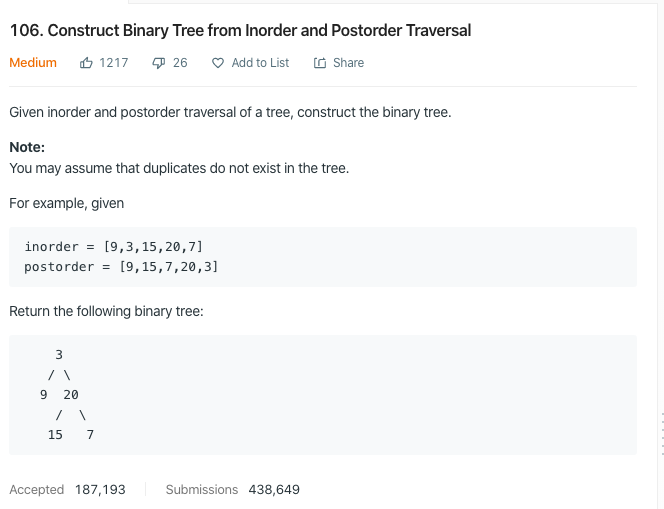 106. Construct Binary Tree from Inorder and Postorder Traversal
Medium 1217 26 Add to List Share
Given inorder and postorder traversal of a tree, construct the binary tree.
Note:
You may assume that duplicates do not exist in the tree.
For example, given
inorder = [9,3,15,20,7]
postorder = [9,15,7,20,3]
Return the following binary tree:
3
/ \
9 20
/ \
15 7
Accepted 187,193 Submissions 438,649